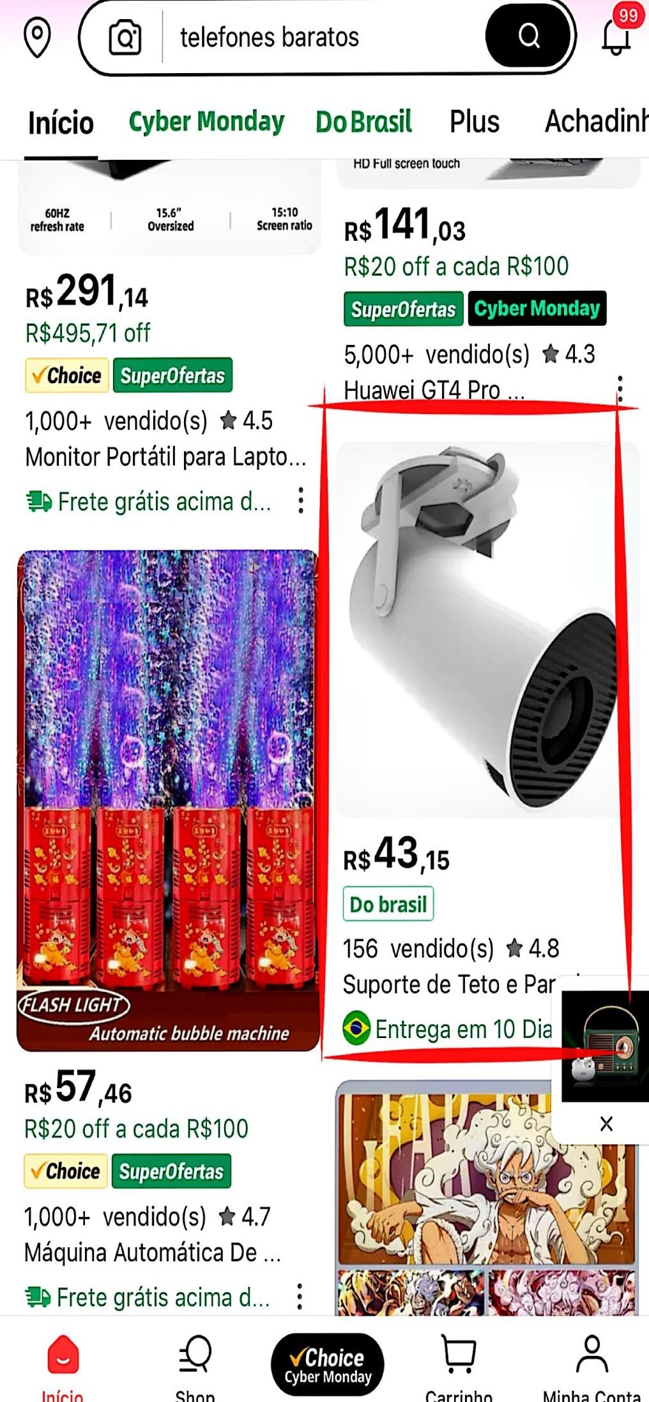 99
telefones baratos
Início Cyber Monday Do Brasil Plus Achadinh
60HZ
refresh rate
15.6"
Oversized
15:10
Screen ratio
R$291,14
R$495,71 off
Choice SuperOfertas
1,000+ vendido(s) ★ 4.5
Monitor Portátil para Lapto...
Frete grátis acima d...
HD Full screen touch
R$141,03
R$20 off a cada R$100
SuperOfertas Cyber Monday
5,000+ vendido(s) ★ 4.3
Huawei GT4 Pro ...
FLASH LIGHT
Automatic bubble machine
R$57,46
R$20 off a cada R$100
Choice SuperOfertas
1,000+ vendido(s) ★ 4.7
Máquina Automática De ...
Frete grátis acima d...
R$43,15
Do brasil
156 vendido(s) ★ 4.8
Suporte de Teto e Par
Entrega em 10 Dia
Início Shop Choice Carrinho Minha Conta
Cyber Monday